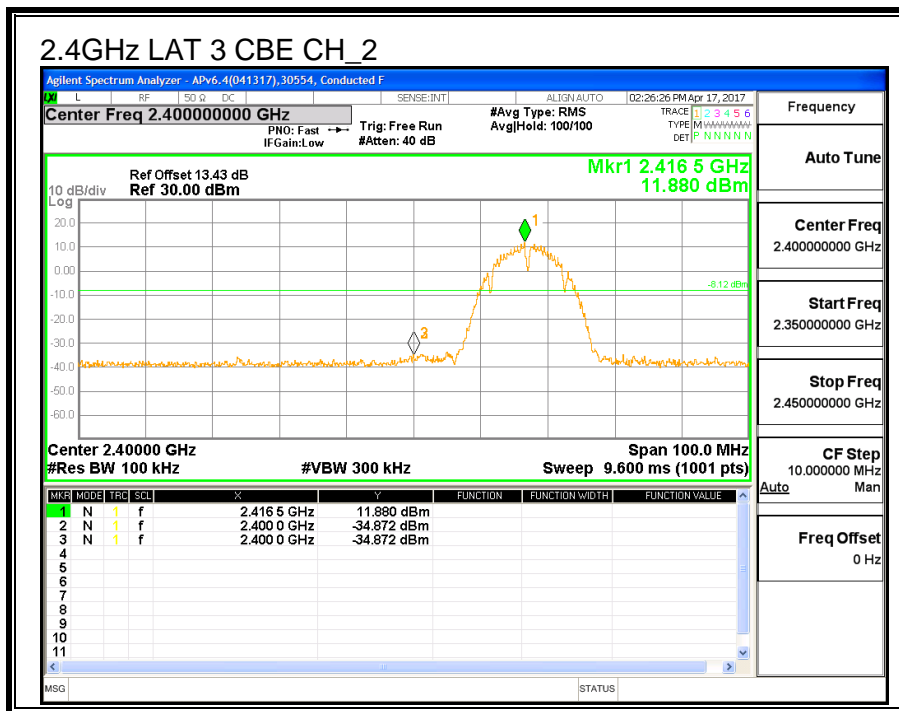 2.4GHz LAT 3 CBE CH_2
Agilent Spectrum Analyzer - APv6.4(041317),30554, Conducted F
LXI L RF 50 Ω DC SENSE:INT ALIGN AUTO 02:26:26 PM Apr 17, 2017
Center Freq 2.400000000 GHz
PNO: Fast
IFGain:Low
Trig: Free Run
#Atten: 40 dB
#Avg Type: RMS
Avg|Hold: 100/100
TRACE 1 2 3 4 5 6
TYPE M
DET P N N N N N
Ref Offset 13.43 dB
10 dB/div Ref 30.00 dBm
Log
Mkr1 2.416 5 GHz
11.880 dBm
20.0
10.0
0.00
-10.0
-20.0
-30.0
-40.0
-50.0
-60.0
1
-8.12 dBm
3
Center 2.40000 GHz Span 100.0 MHz
#Res BW 100 kHz #VBW 300 kHz Sweep 9.600 ms (1001 pts)
MKR MODE TRC SCL X Y FUNCTION FUNCTION WIDTH FUNCTION VALUE
1 N 1 f 2.416 5 GHz 11.880 dBm
2 N 1 f 2.400 0 GHz -34.872 dBm
3 N 1 f 2.400 0 GHz -34.872 dBm
4
5
6
7
8
9
10
11
MSG STATUS
Frequency
Auto Tune
Center Freq
2.400000000 GHz
Start Freq
2.350000000 GHz
Stop Freq
2.450000000 GHz
CF Step
10.000000 MHz
Auto Man
Freq Offset
0 Hz